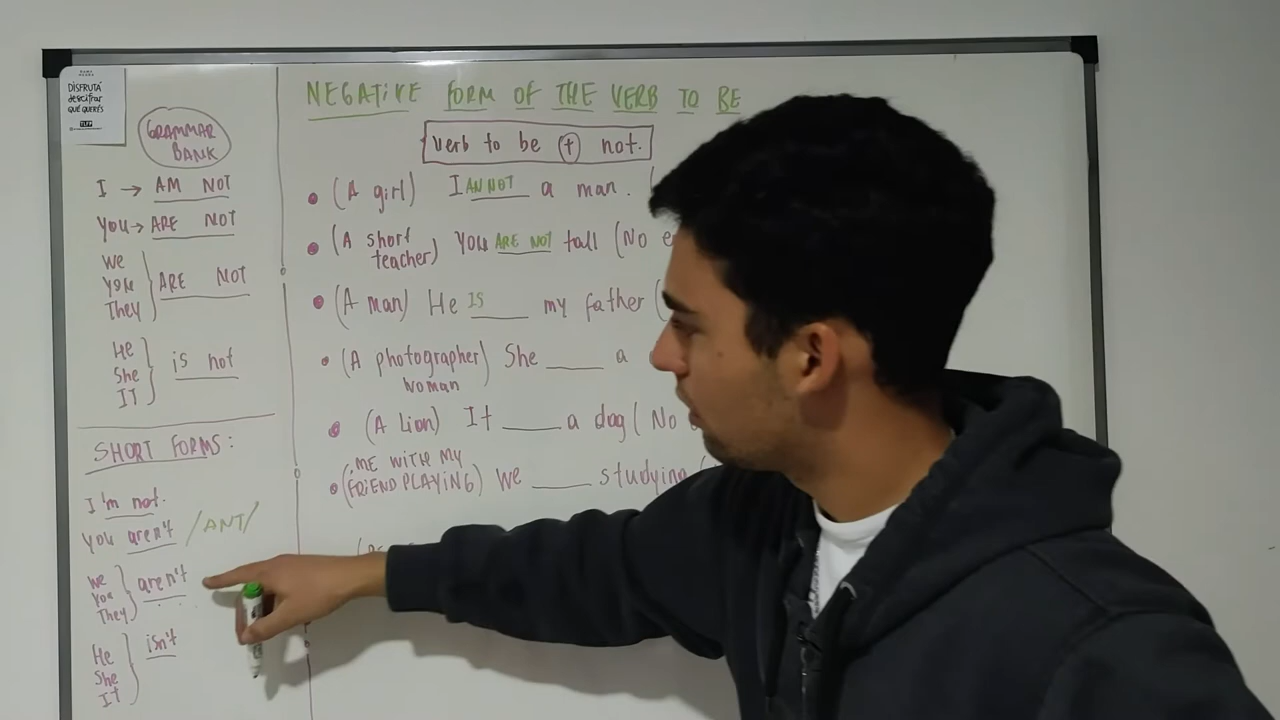 DISFRUTÁ
descifrar
QUÉ QUERÉS
GRAMMAR
BANK
I → AM NOT
YOU → ARE NOT
We
You
They
ARE NOT
He
She
IT
is not
SHORT FORMS:
I'm not.
You aren't /ANT/
We
You
They
aren't
He
She
It
isn't
NEGATIVE FORM OF THE VERB TO BE
Verb to be + not.
(A girl) I AM NOT a man. (
(A short teacher) You ARE NOT tall (No
(A man) He IS ____ my father (
(A photographer woman) She ____ a
(A Lion) It ____ a dog (No
(ME WITH MY FRIEND PLAYING) We ____ studying (